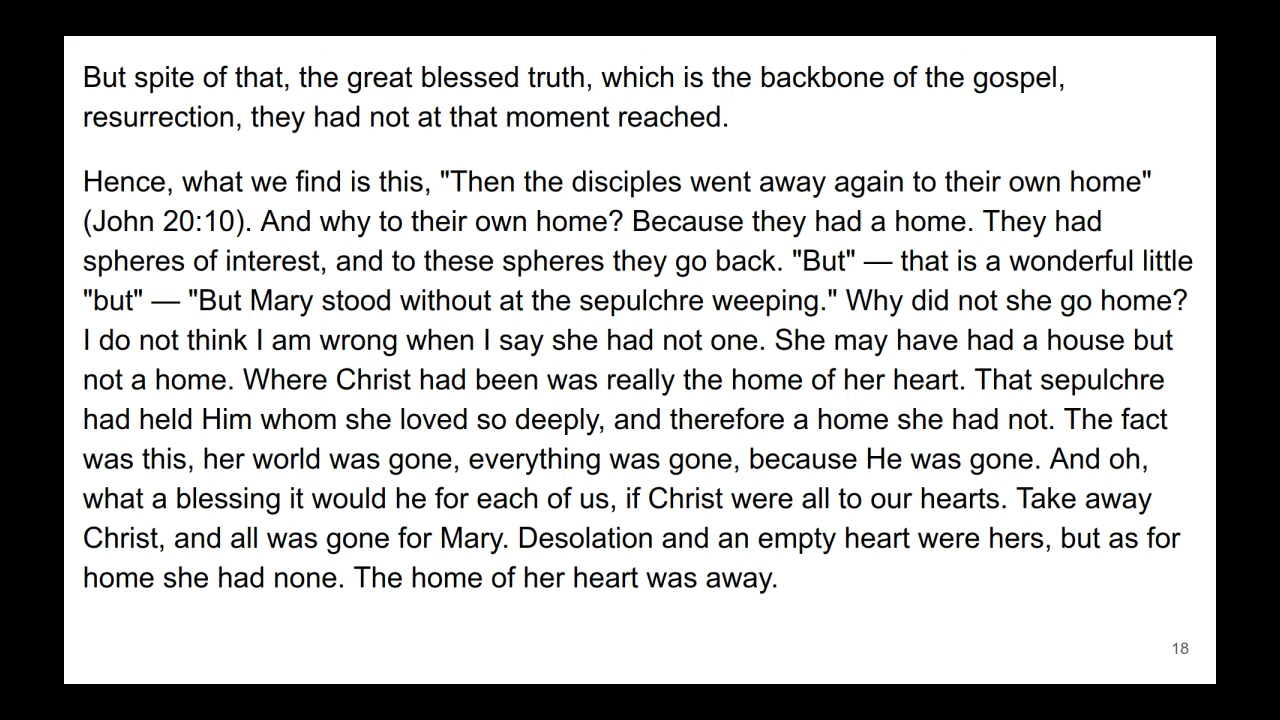 But spite of that, the great blessed truth, which is the backbone of the gospel,
resurrection, they had not at that moment reached.
Hence, what we find is this, "Then the disciples went away again to their own home"
(John 20:10). And why to their own home? Because they had a home. They had
spheres of interest, and to these spheres they go back. "But" — that is a wonderful little
"but" — "But Mary stood without at the sepulchre weeping." Why did not she go home?
I do not think I am wrong when I say she had not one. She may have had a house but
not a home. Where Christ had been was really the home of her heart. That sepulchre
had held Him whom she loved so deeply, and therefore a home she had not. The fact
was this, her world was gone, everything was gone, because He was gone. And oh,
what a blessing it would he for each of us, if Christ were all to our hearts. Take away
Christ, and all was gone for Mary. Desolation and an empty heart were hers, but as for
home she had none. The home of her heart was away.
18